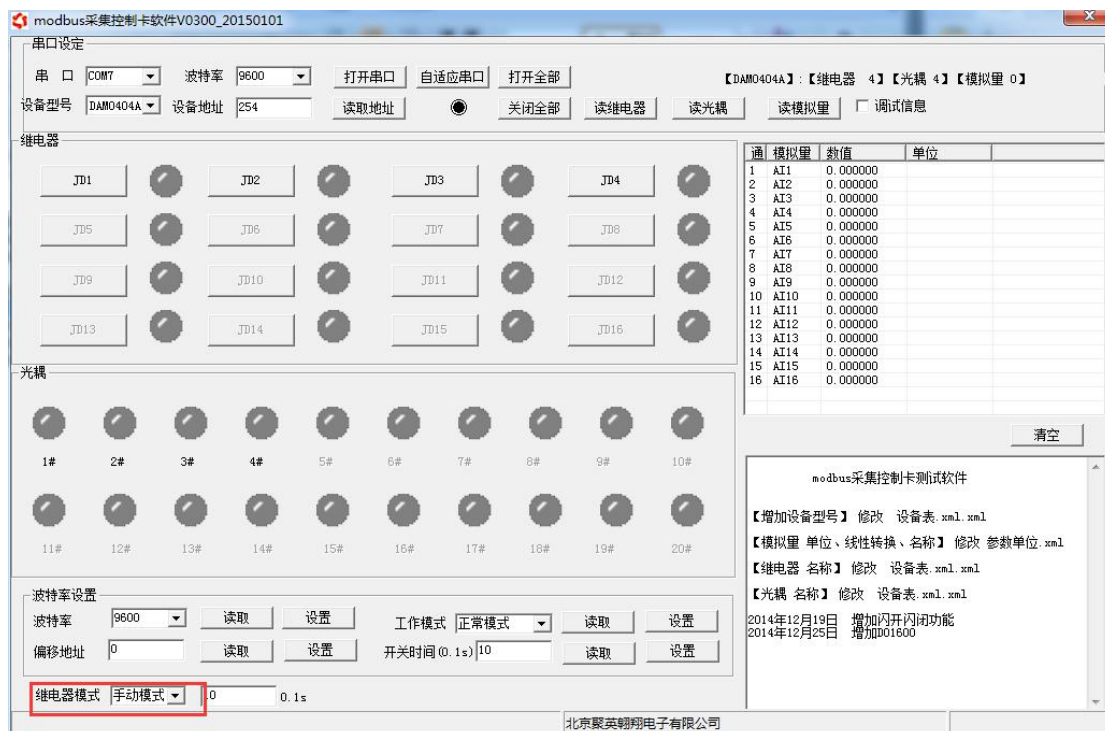 modbus采集控制卡软件V0300_20150101
串口设定
串 口 COM7 波特率 9600 打开串口 自适应串口 打开全部 【DAM0404A】:【继电器 4】【光耦 4】【模拟量 0】
设备型号 DAM0404A 设备地址 254 读取地址 关闭全部 读继电器 读光耦 读模拟量 调试信息
继电器
JD1 JD2 JD3 JD4
JD5 JD6 JD7 JD8
JD9 JD10 JD11 JD12
JD13 JD14 JD15 JD16
通 模拟量 数值 单位
1 AI1 0.000000
2 AI2 0.000000
3 AI3 0.000000
4 AI4 0.000000
5 AI5 0.000000
6 AI6 0.000000
7 AI7 0.000000
8 AI8 0.000000
9 AI9 0.000000
10 AI10 0.000000
11 AI11 0.000000
12 AI12 0.000000
13 AI13 0.000000
14 AI14 0.000000
15 AI15 0.000000
16 AI16 0.000000
清空
光耦
1# 2# 3# 4# 5# 6# 7# 8# 9# 10#
11# 12# 13# 14# 15# 16# 17# 18# 19# 20#
modbus采集控制卡测试软件
【增加设备型号】 修改 设备表.xml.xml
【模拟量 单位、线性转换、名称】 修改 参数单位.xml
【继电器 名称】 修改 设备表.xml.xml
【光耦 名称】 修改 设备表.xml.xml
2014年12月19日 增加闪开闪闭功能
2014年12月25日 增加DO1600
波特率设置
波特率 9600 读取 设置 工作模式 正常模式 读取 设置
偏移地址 0 读取 设置 开关时间(0.1s) 10 读取 设置
继电器模式 手动模式 0.1s
北京聚英翱翔电子有限公司